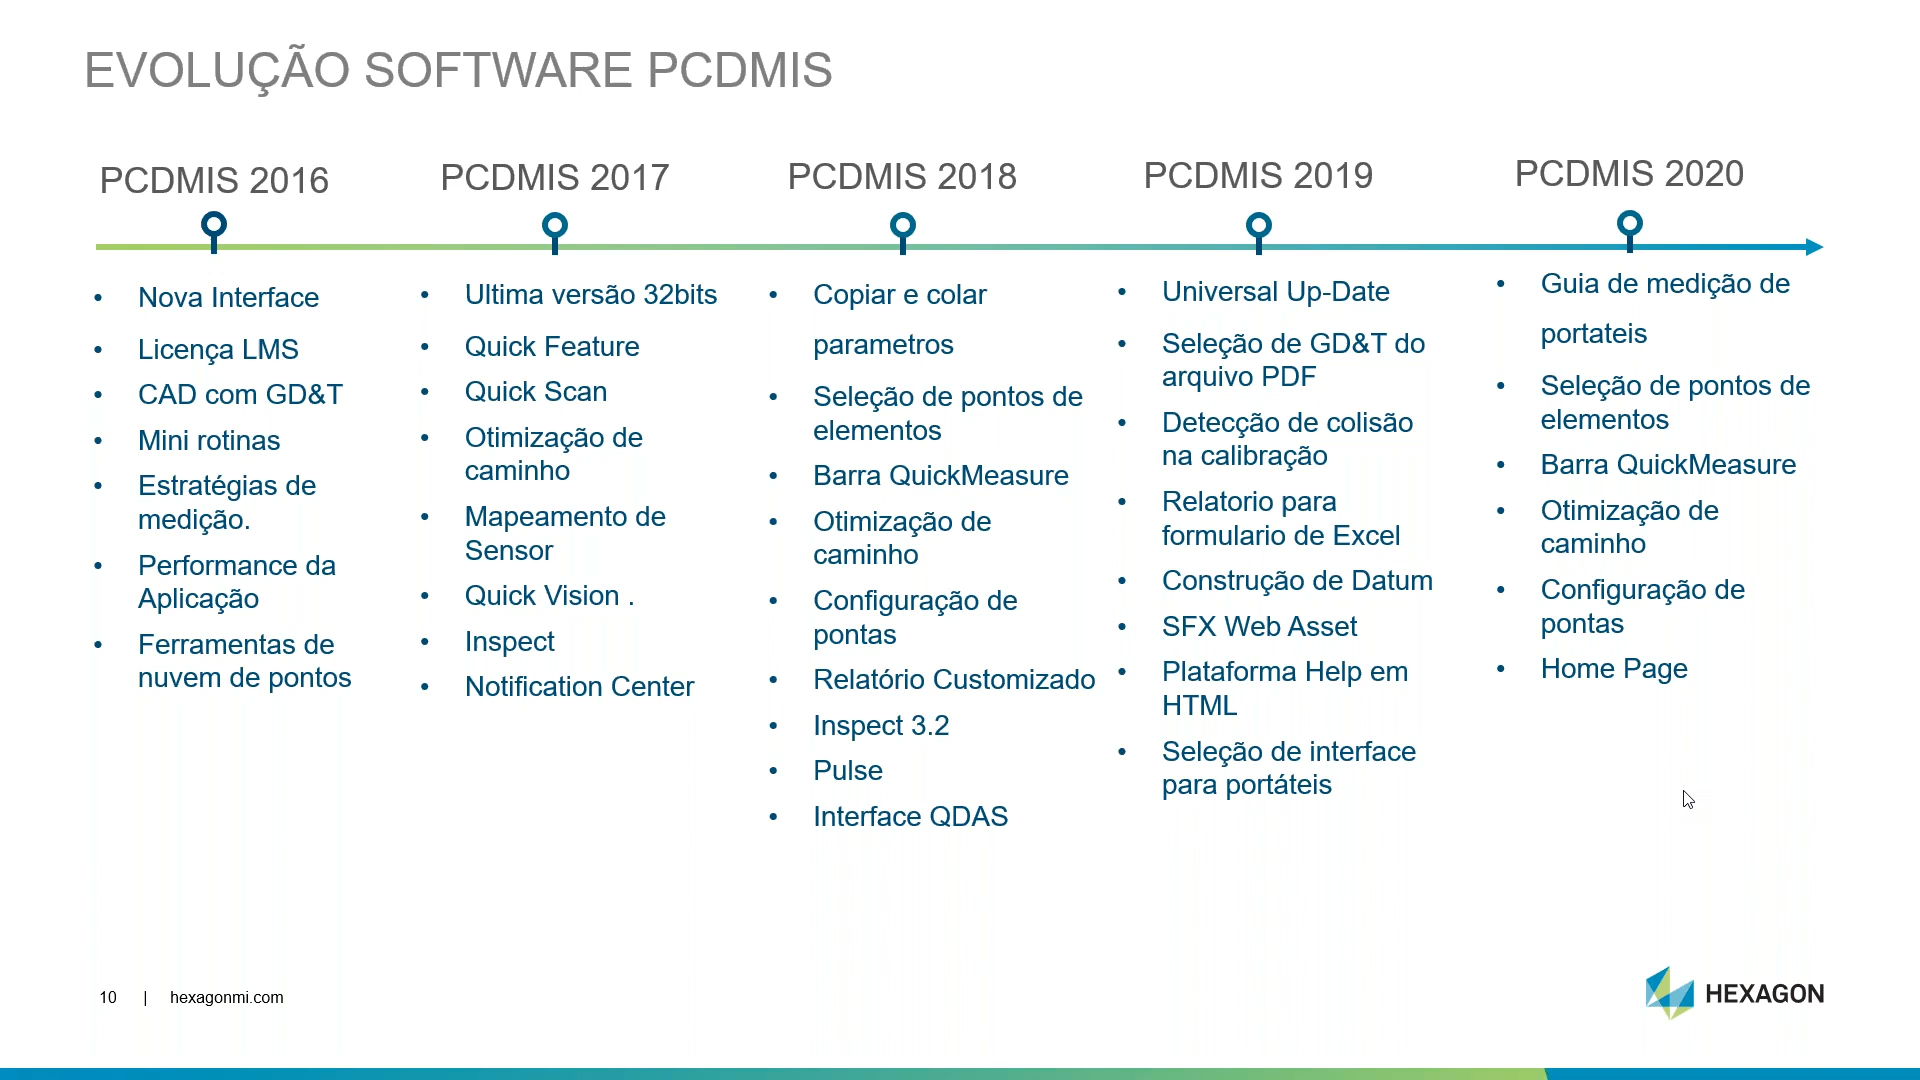 EVOLUÇÃO SOFTWARE PCDMIS
PCDMIS 2016
• Nova Interface
• Licença LMS
• CAD com GD&T
• Mini rotinas
• Estratégias de
medição.
• Performance da
Aplicação
• Ferramentas de
nuvem de pontos
PCDMIS 2017
• Ultima versão 32bits
• Quick Feature
• Quick Scan
• Otimização de
caminho
• Mapeamento de
Sensor
• Quick Vision .
• Inspect
• Notification Center
PCDMIS 2018
• Copiar e colar
parametros
• Seleção de pontos de
elementos
• Barra QuickMeasure
• Otimização de
caminho
• Configuração de
pontas
• Relatório Customizado
• Inspect 3.2
• Pulse
• Interface QDAS
PCDMIS 2019
• Universal Up-Date
• Seleção de GD&T do
arquivo PDF
• Detecção de colisão
na calibração
• Relatorio para
formulario de Excel
• Construção de Datum
• SFX Web Asset
• Plataforma Help em
HTML
• Seleção de interface
para portáteis
PCDMIS 2020
• Guia de medição de
portateis
• Seleção de pontos de
elementos
• Barra QuickMeasure
• Otimização de
caminho
• Configuração de
pontas
• Home Page
10 | hexagonmi.com
HEXAGON